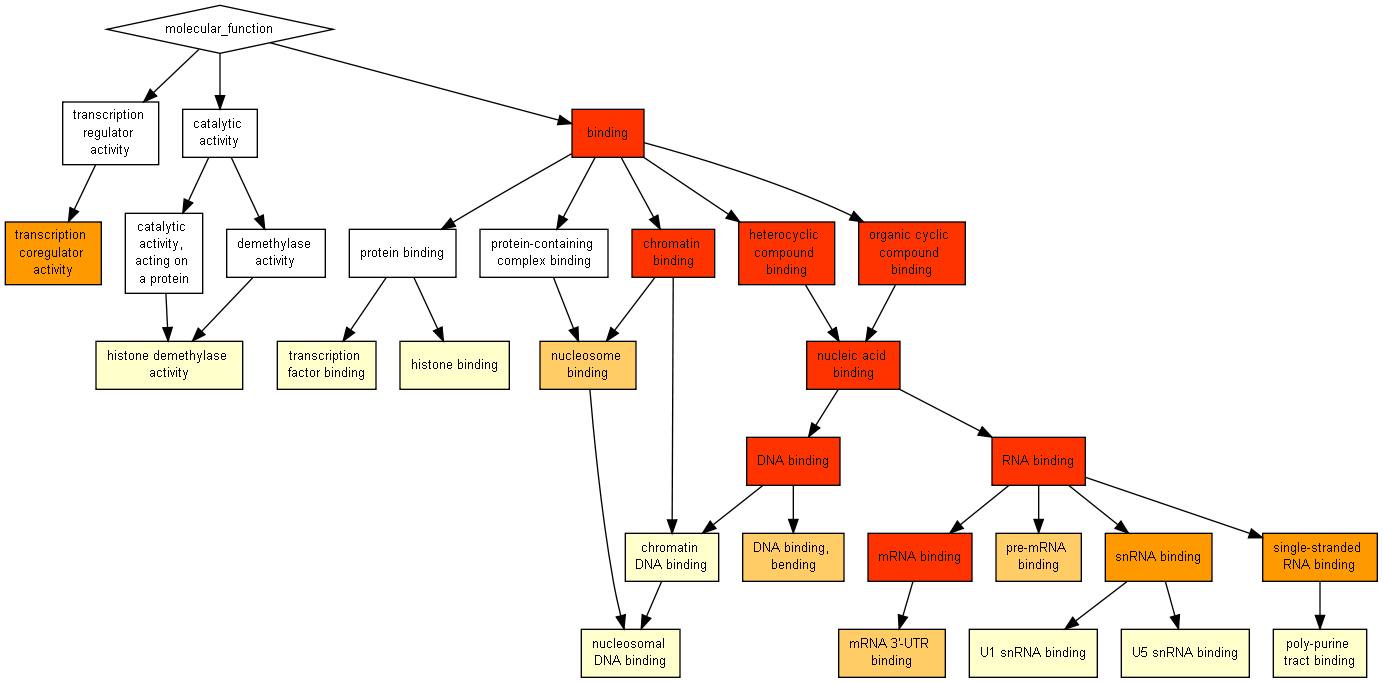 molecular_function
transcription
regulator
activity
catalytic
activity
binding
transcription
coregulator
activity
catalytic
activity,
acting on
a protein
demethylase
activity
protein binding
protein-containing
complex binding
chromatin
binding
heterocyclic
compound
binding
organic cyclic
compound
binding
histone demethylase
activity
transcription
factor binding
histone binding
nucleosome
binding
nucleic acid
binding
DNA binding
RNA binding
chromatin
DNA binding
DNA binding,
bending
mRNA binding
pre-mRNA
binding
snRNA binding
single-stranded
RNA binding
nucleosomal
DNA binding
mRNA 3'-UTR
binding
U1 snRNA binding
U5 snRNA binding
poly-purine
tract binding